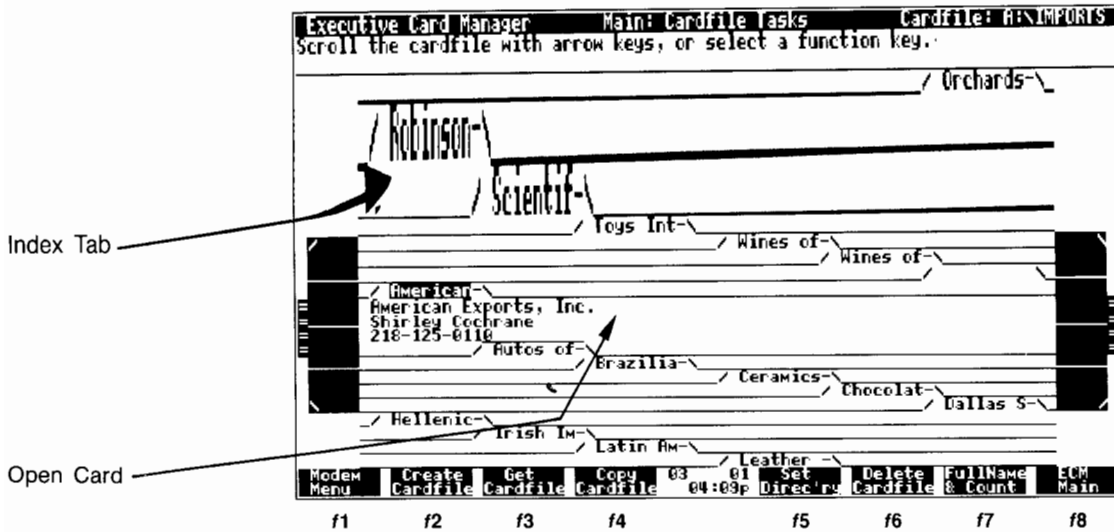 Executive Card Manager Main: Cardfile Tasks Cardfile: A:\IMPORTS
Scroll the cardfile with arrow keys, or select a function key.
Orchards-
Robinson-
Scientif-
Index Tab
Toys Int-
Wines of-
Wines of-
American-
American Exports, Inc.
Shirley Cochrane
218-125-0110
Autos of-
Brazilia-
Ceramics-
Chocolat-
Dallas S-
Hellenic-
Irish Im-
Latin Am-
Leather -
Open Card
Modem Create Get Copy 03 01 Set Delete FullName ECM
Menu Cardfile Cardfile Cardfile 04:09p Direc'ry Cardfile & Count Main
f1 f2 f3 f4 f5 f6 f7 f8